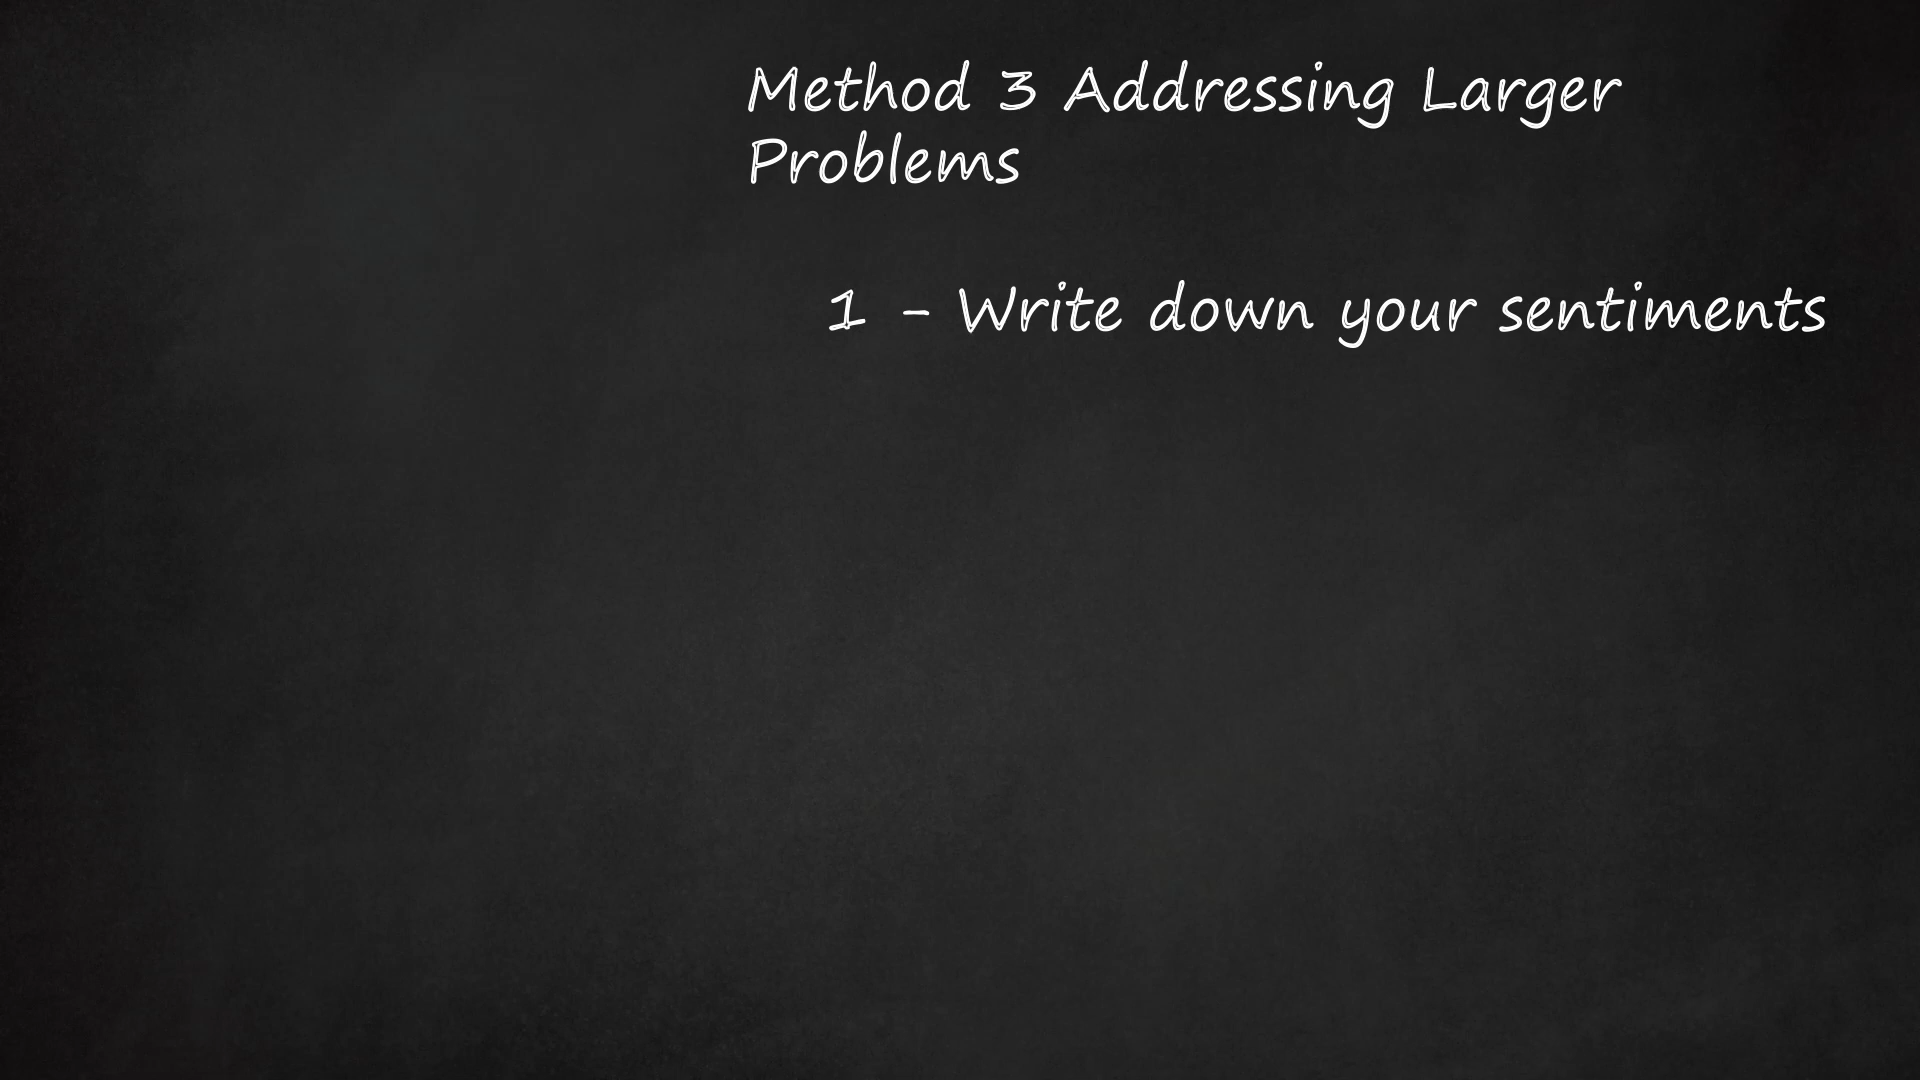 Method 3 Addressing Larger
Problems
1 - Write down your sentiments